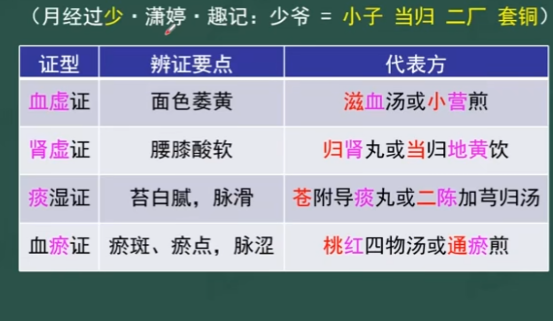 （月经过少·潇婷·趣记：少爷 = 小子 当归 二厂 套铜）
证型 辨证要点 代表方
血虚证 面色萎黄 滋血汤或小营煎
肾虚证 腰膝酸软 归肾丸或当归地黄饮
痰湿证 苔白腻，脉滑 苍附导痰丸或二陈加芎归汤
血瘀证 瘀斑、瘀点，脉涩 桃红四物汤或通瘀煎